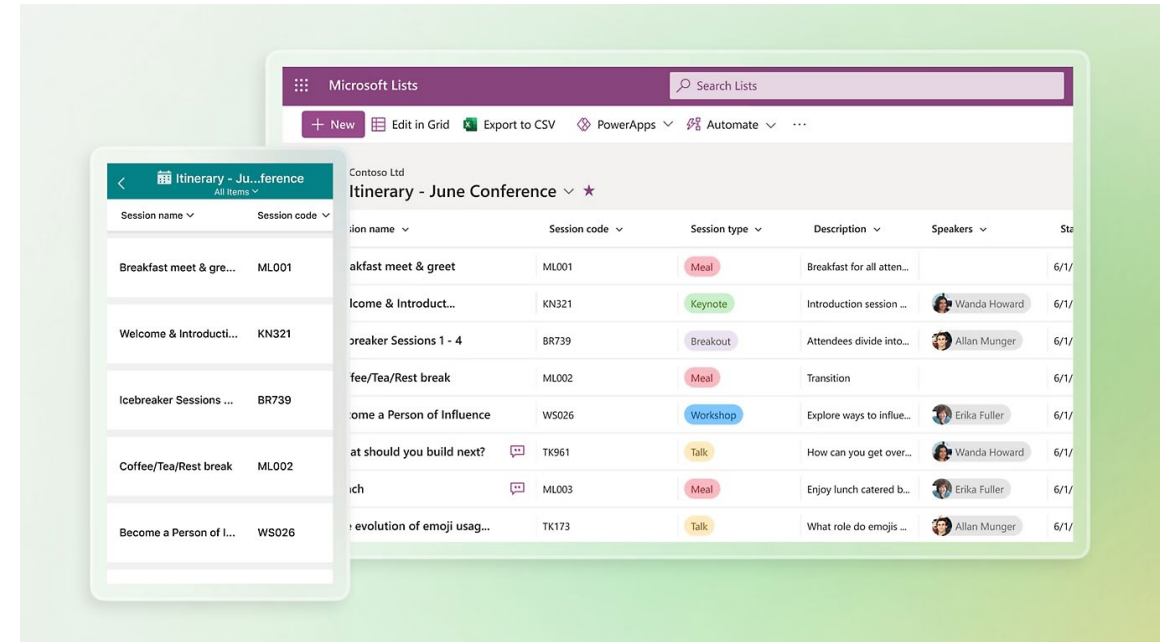 Microsoft Lists
Search Lists
New Edit in Grid Export to CSV PowerApps Automate ...
Contoso Ltd
Itinerary - June Conference
sion name Session code Session type Description Speakers Sta
akfast meet & greet ML001 Meal Breakfast for all atten... 6/1/
lcome & Introduct... KN321 Keynote Introduction session ... Wanda Howard 6/1/
breaker Sessions 1 - 4 BR739 Breakout Attendees divide into... Allan Munger 6/1/
fee/Tea/Rest break ML002 Meal Transition 6/1/
ome a Person of Influence WS026 Workshop Explore ways to influe... Erika Fuller 6/1/
at should you build next? TK961 Talk How can you get over... Wanda Howard 6/1/
ch ML003 Meal Enjoy lunch catered b... Erika Fuller 6/1/
evolution of emoji usag... TK173 Talk What role do emojis ... Allan Munger 6/1/
Itinerary - Ju...ference
All Items
Session name Session code
Breakfast meet & gre... ML001
Welcome & Introducti... KN321
Icebreaker Sessions ... BR739
Coffee/Tea/Rest break ML002
Become a Person of I... WS026